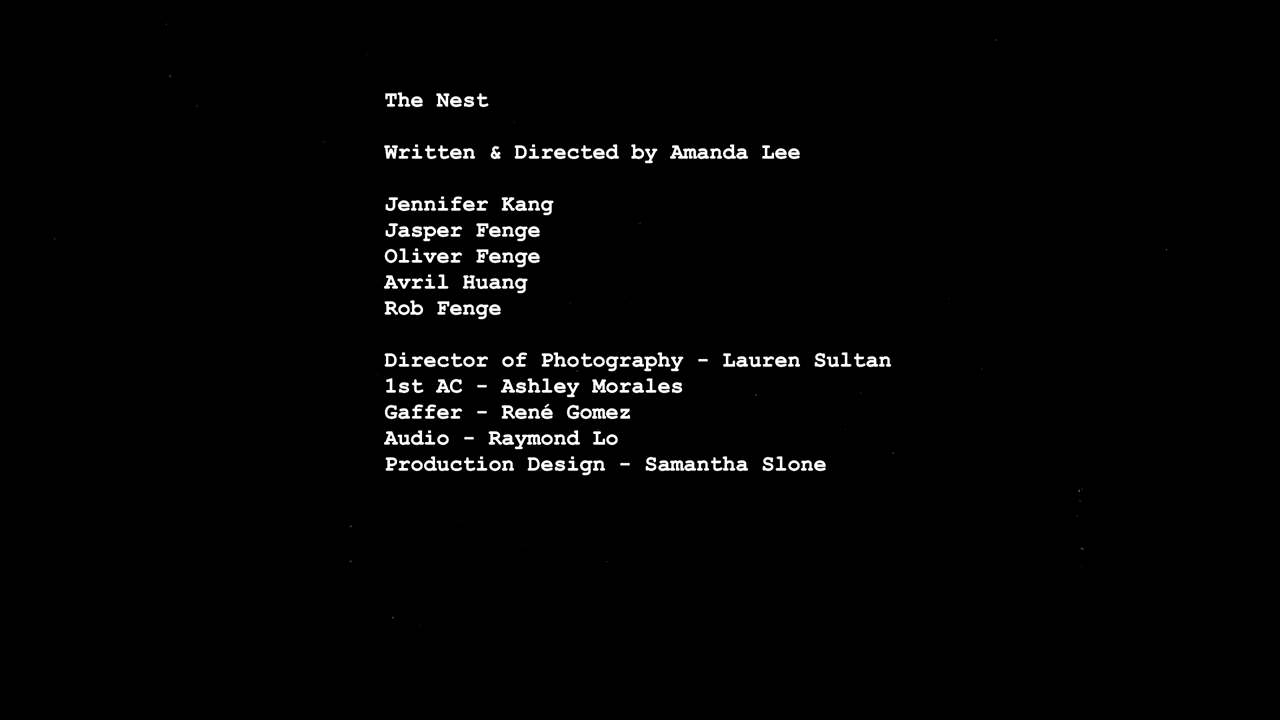 The Nest
Written & Directed by Amanda Lee
Jennifer Kang
Jasper Fenge
Oliver Fenge
Avril Huang
Rob Fenge
Director of Photography - Lauren Sultan
1st AC - Ashley Morales
Gaffer - René Gomez
Audio - Raymond Lo
Production Design - Samantha Slone